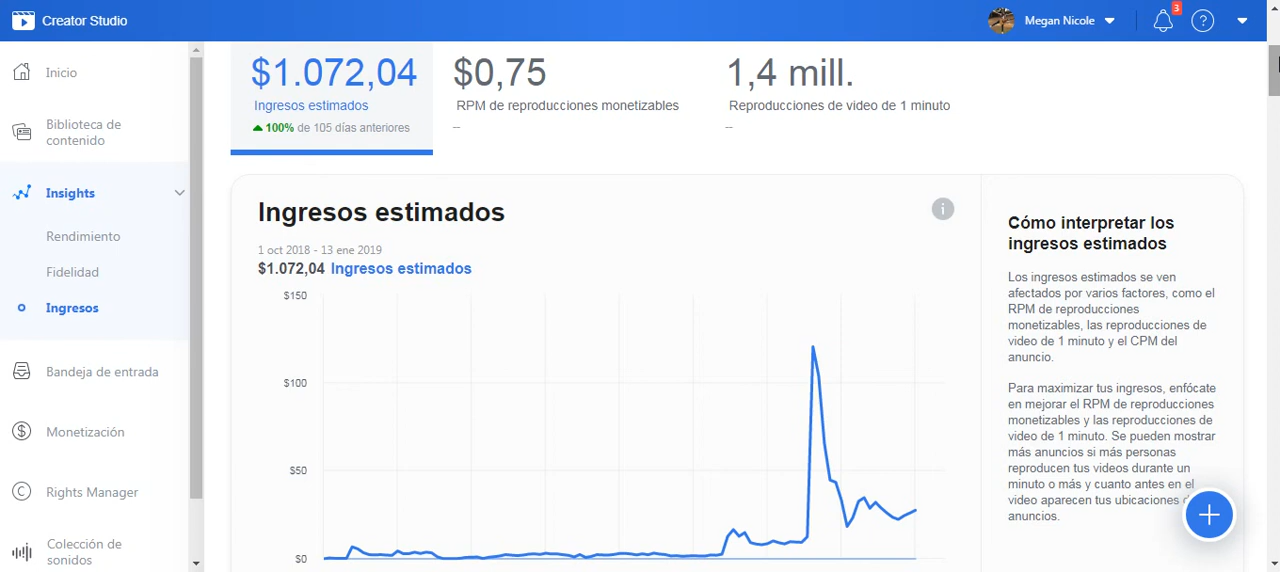 Creator Studio
Megan Nicole
3
?
Inicio
Biblioteca de
contenido
Insights
Rendimiento
Fidelidad
Ingresos
Bandeja de entrada
Monetización
Rights Manager
Colección de
sonidos
$1.072,04
Ingresos estimados
100% de 105 días anteriores
$0,75
RPM de reproducciones monetizables
--
1,4 mill.
Reproducciones de video de 1 minuto
--
Ingresos estimados
1 oct 2018 - 13 ene 2019
$1.072,04 Ingresos estimados
$150
$100
$50
$0
Cómo interpretar los
ingresos estimados
Los ingresos estimados se ven
afectados por varios factores, como el
RPM de reproducciones
monetizables, las reproducciones de
video de 1 minuto y el CPM del
anuncio.
Para maximizar tus ingresos, enfócate
en mejorar el RPM de reproducciones
monetizables y las reproducciones de
video de 1 minuto. Se pueden mostrar
más anuncios si más personas
reproducen tus videos durante un
minuto o más y cuanto antes en el
video aparecen tus ubicaciones
anuncios.